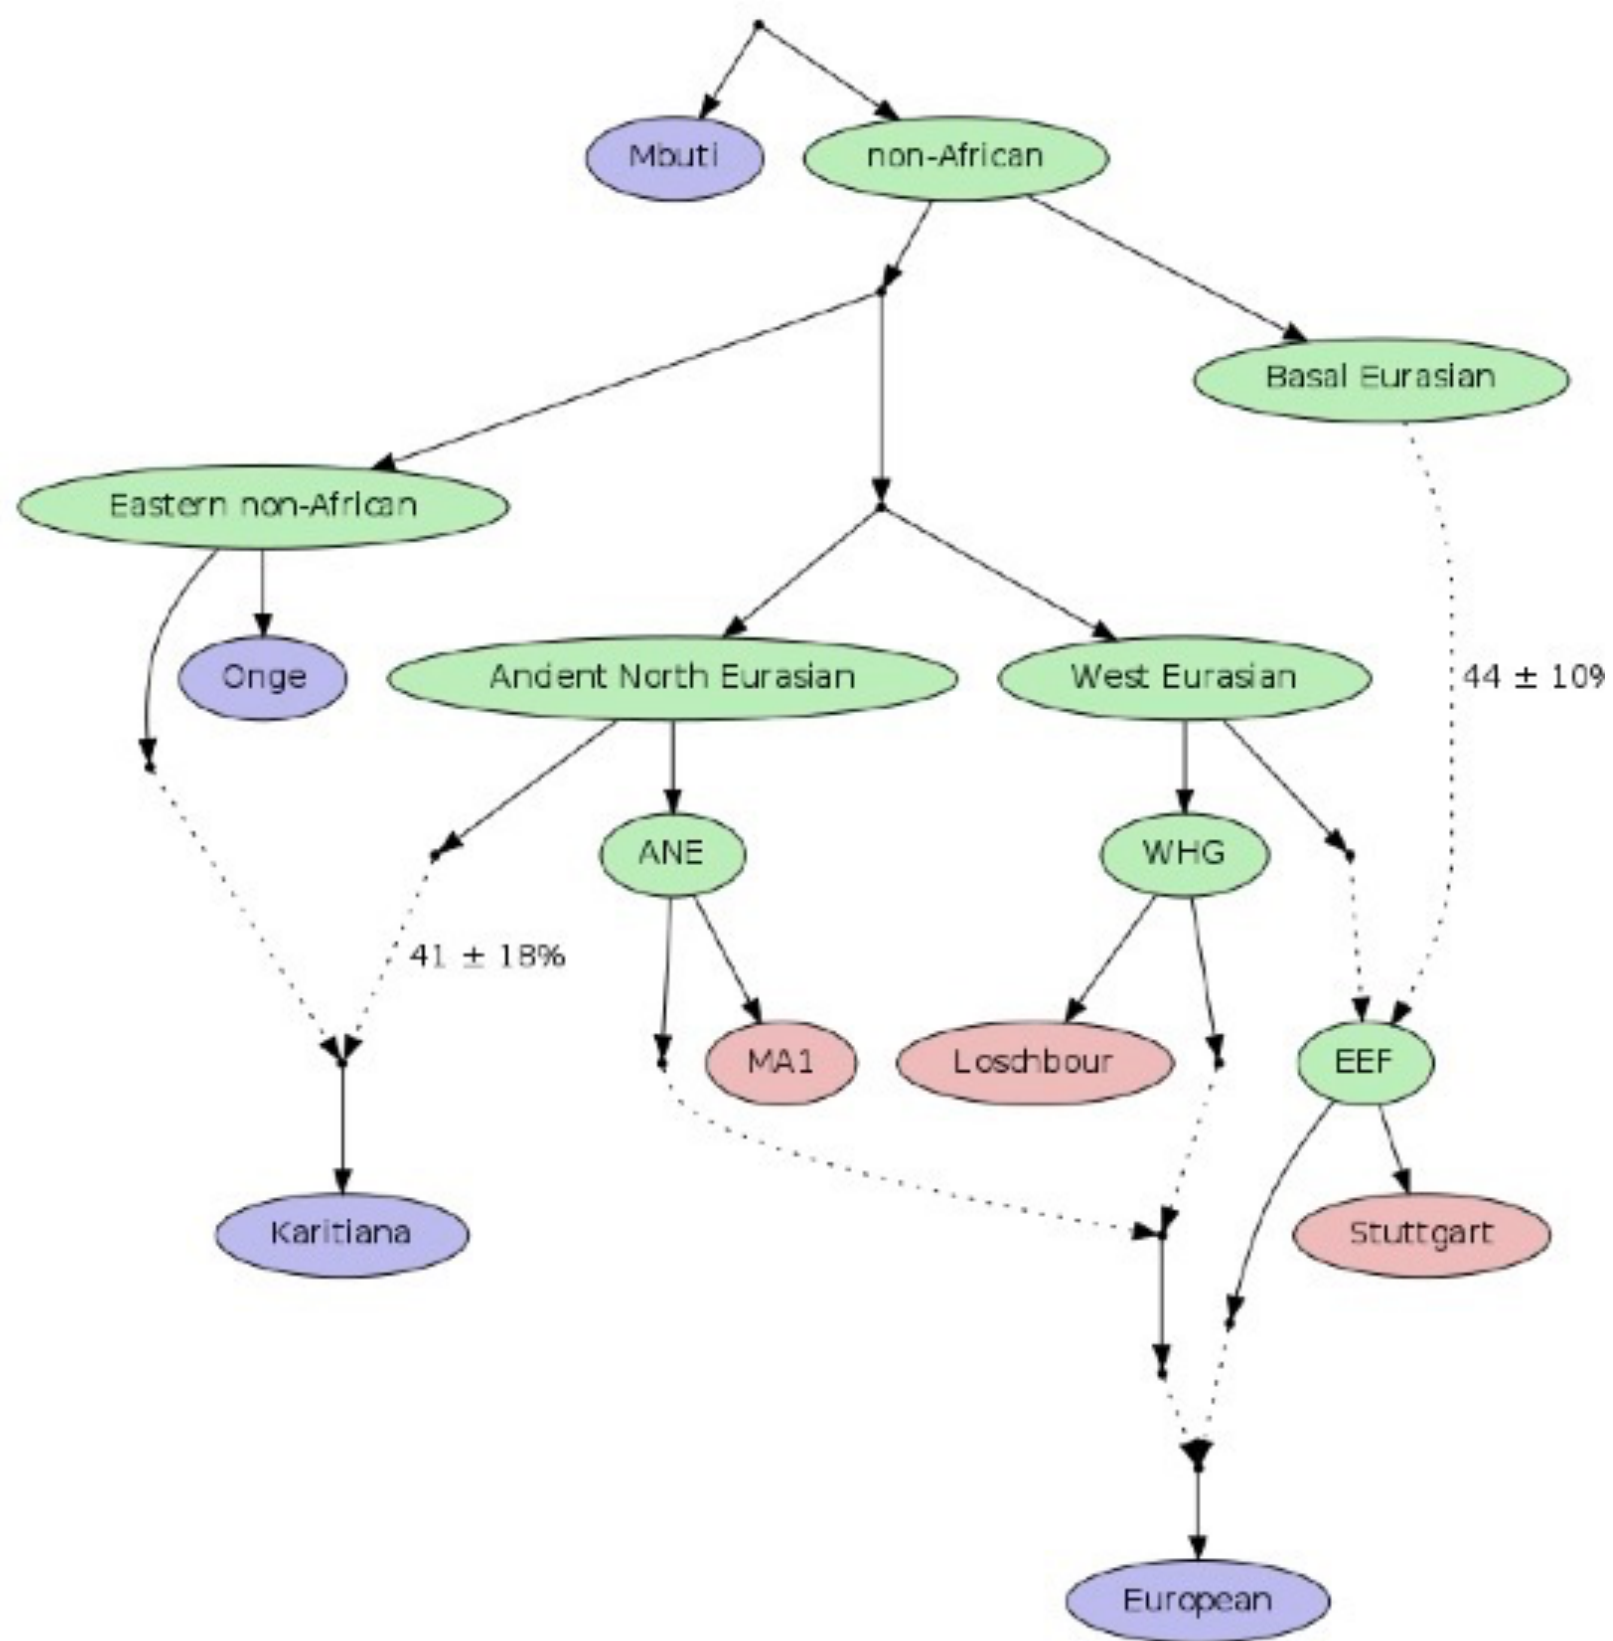 Mbuti
non-African
Basal Eurasian
Eastern non-African
Onge
Ancient North Eurasian
West Eurasian
44 ± 10%
ANE
WHG
41 ± 18%
MA1
Loschbour
EEF
Karitiana
Stuttgart
European